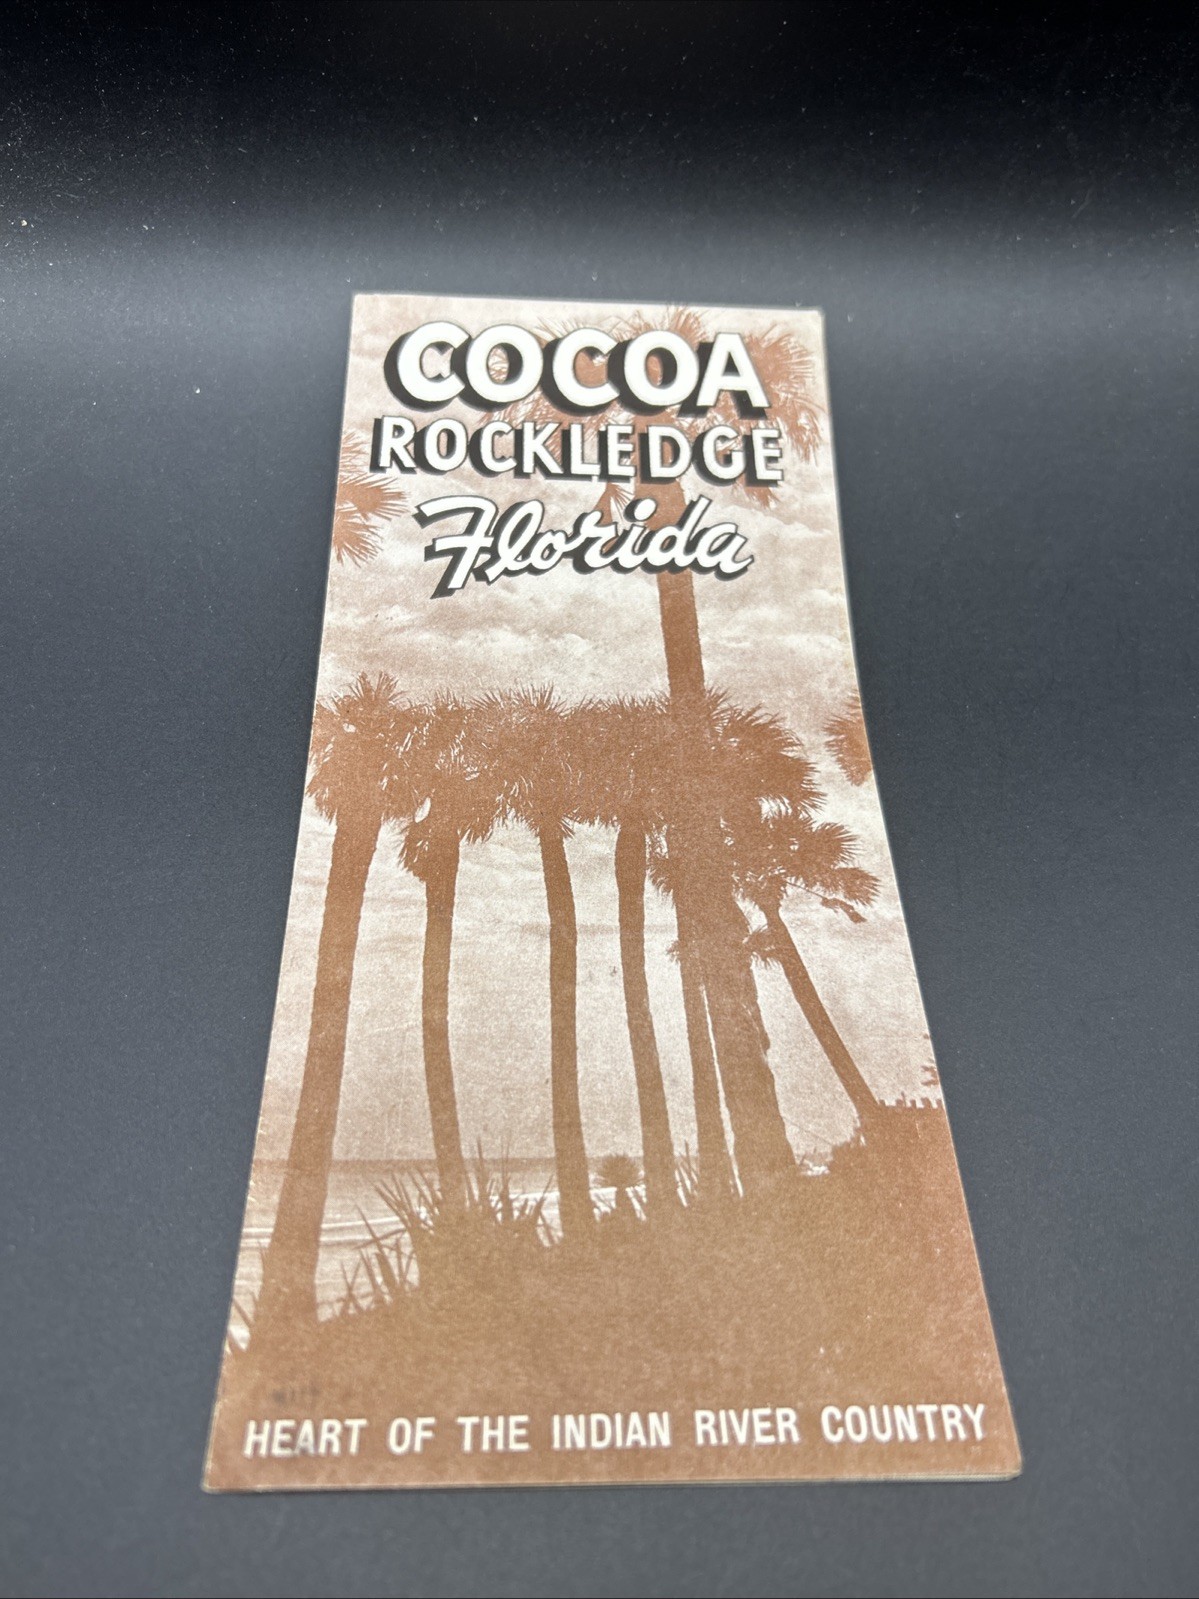 COCOA
ROCKLEDGE
Florida
HEART OF THE INDIAN RIVER COUNTRY